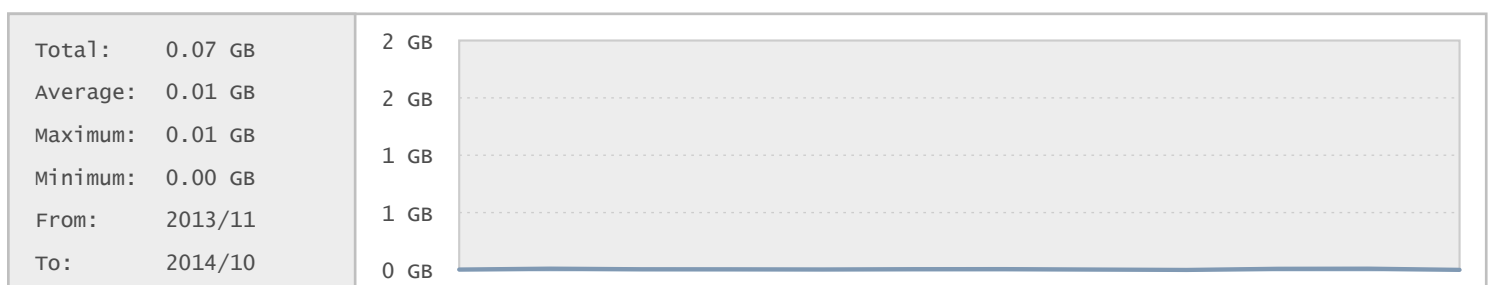 Total: 0.07 GB
Average: 0.01 GB
Maximum: 0.01 GB
Minimum: 0.00 GB
From: 2013/11
To: 2014/10
2 GB
2 GB
1 GB
1 GB
0 GB